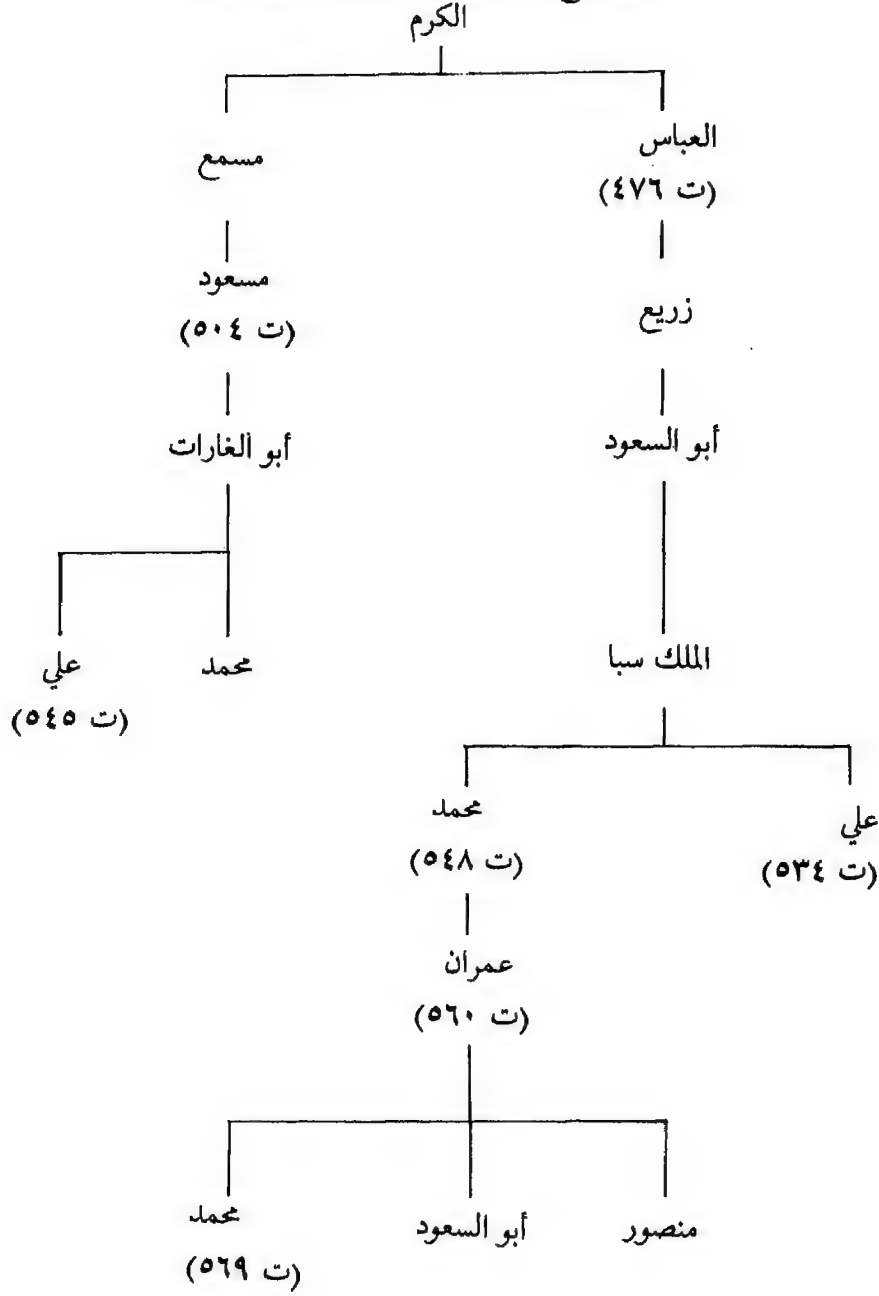 الكرم
العباس
(ت ٤٧٦)
مسمع
زريع
مسعود
(ت ٥٠٤)
أبو السعود
أبو الغارات
الملك سبا
محمد
علي
(ت ٥٤٥)
علي
(ت ٥٣٤)
محمد
(ت ٥٤٨)
عمران
(ت ٥٦٠)
منصور
أبو السعود
محمد
(ت ٥٦٩)